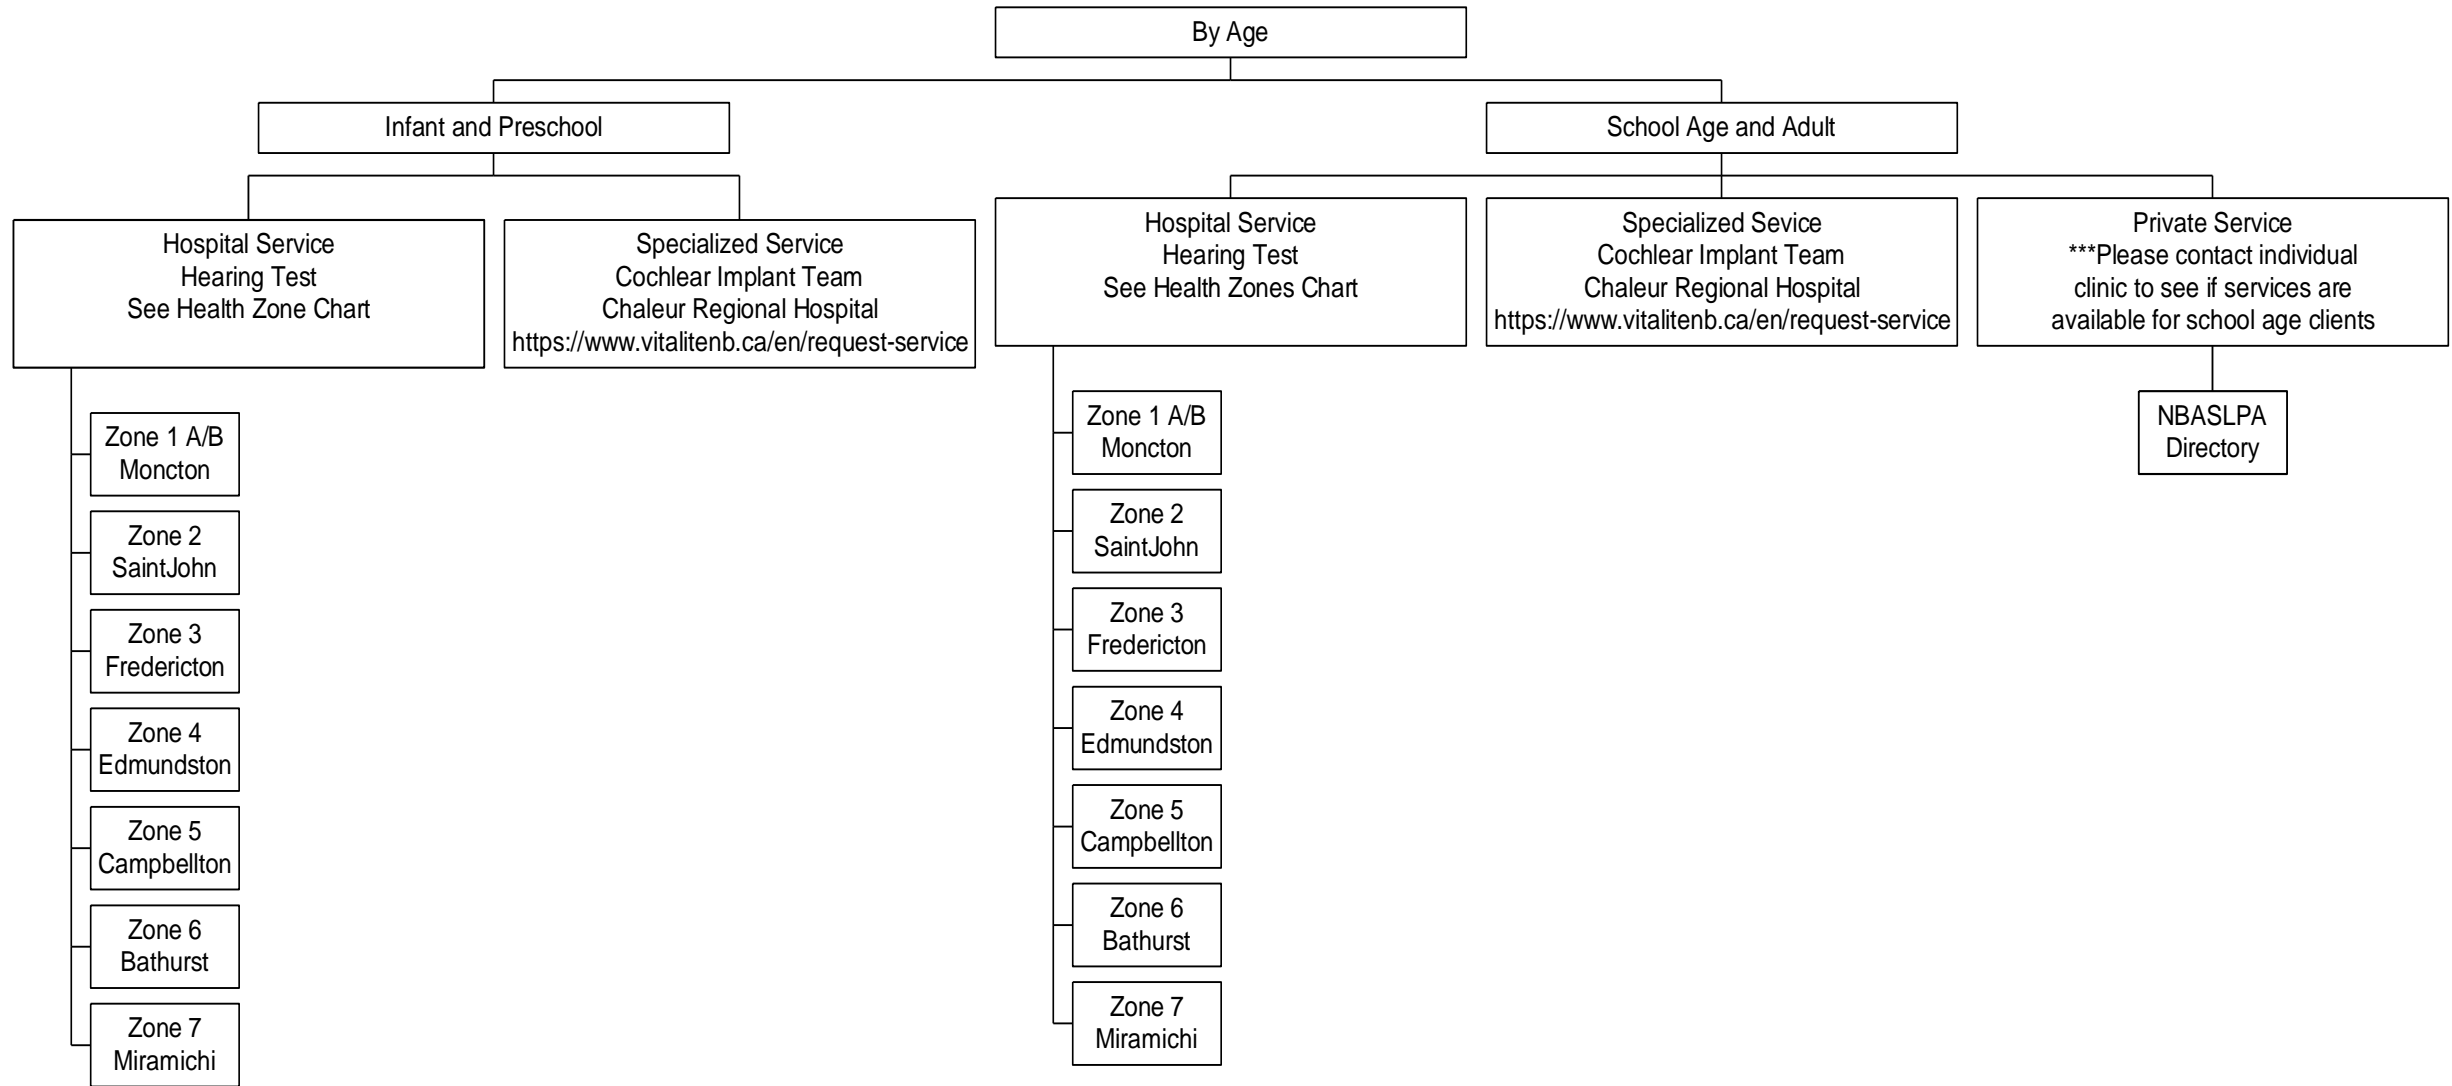 By Age
Infant and Preschool
School Age and Adult
Hospital Service
Hearing Test
See Health Zone Chart
Specialized Service
Cochlear Implant Team
Chaleur Regional Hospital
https://www.vitalitenb.ca/en/request-service
Hospital Service
Hearing Test
See Health Zones Chart
Specialized Sevice
Cochlear Implant Team
Chaleur Regional Hospital
https://www.vitalitenb.ca/en/request-service
Private Service
***Please contact individual
clinic to see if services are
available for school age clients
Zone 1 A/B
Moncton
Zone 2
SaintJohn
Zone 3
Fredericton
Zone 4
Edmundston
Zone 5
Campbellton
Zone 6
Bathurst
Zone 7
Miramichi
Zone 1 A/B
Moncton
Zone 2
SaintJohn
Zone 3
Fredericton
Zone 4
Edmundston
Zone 5
Campbellton
Zone 6
Bathurst
Zone 7
Miramichi
NBASLPA
Directory